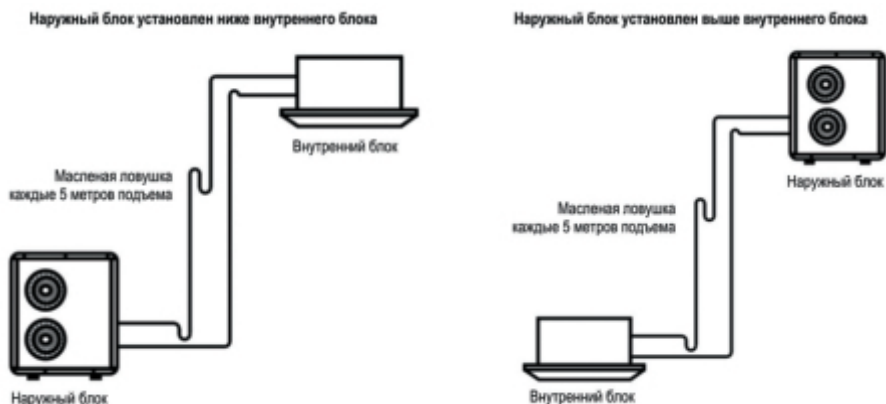 Наружный блок установлен ниже внутреннего блока
Внутренний блок
Масленая ловушка
каждые 5 метров подъема
Наружный блок
Наружный блок установлен выше внутреннего блока
Наружный блок
Масленая ловушка
каждые 5 метров подъема
Внутренний блок